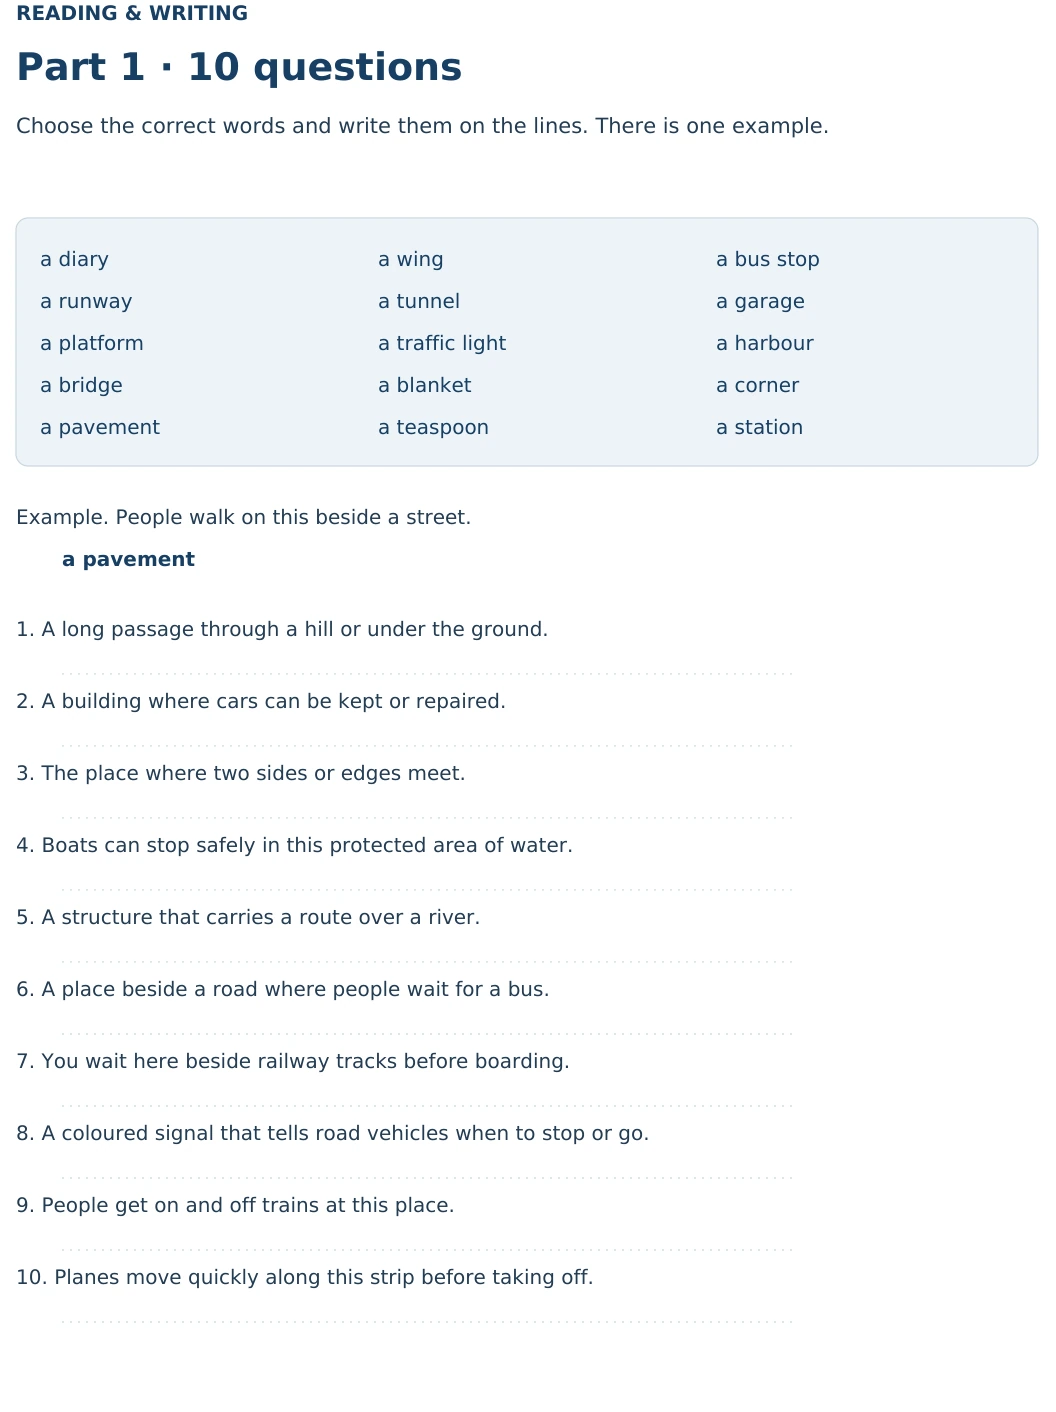 READING & WRITING
Part 1 · 10 questions
Choose the correct words and write them on the lines. There is one example.
a diary a wing a bus stop
a runway a tunnel a garage
a platform a traffic light a harbour
a bridge a blanket a corner
a pavement a teaspoon a station
Example. People walk on this beside a street.
a pavement
1. A long passage through a hill or under the ground.
2. A building where cars can be kept or repaired.
3. The place where two sides or edges meet.
4. Boats can stop safely in this protected area of water.
5. A structure that carries a route over a river.
6. A place beside a road where people wait for a bus.
7. You wait here beside railway tracks before boarding.
8. A coloured signal that tells road vehicles when to stop or go.
9. People get on and off trains at this place.
10. Planes move quickly along this strip before taking off.